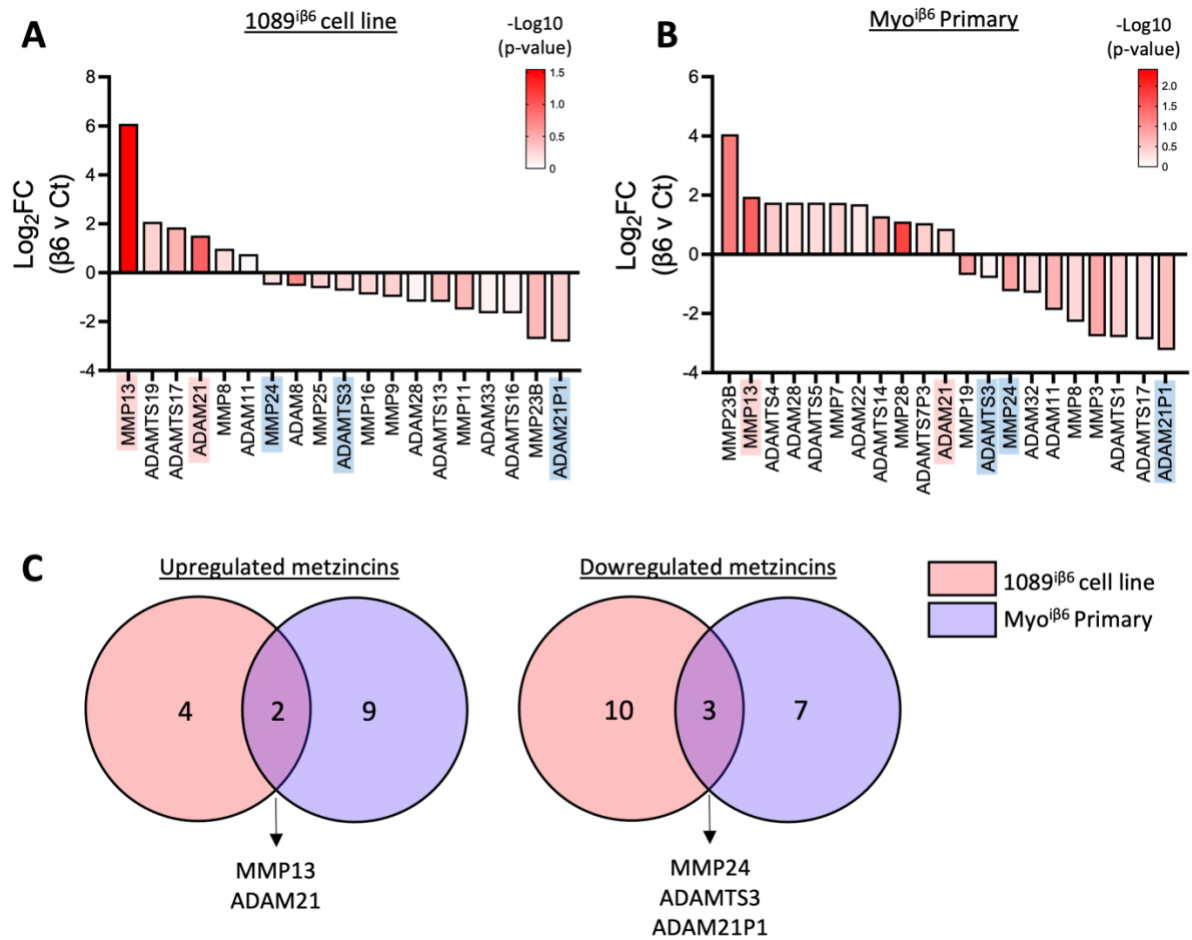 A
1089iβ6 cell line
-Log10
(p-value)
1.5
1.0
0.5
0
8
6
4
2
0
-2
-4
Log2FC
(β6 v Ct)
MMP13
ADAMTS19
ADAMTS17
ADAM21
MMP8
ADAM11
MMP24
ADAM8
MMP25
ADAMTS3
MMP16
MMP9
ADAM28
ADAMTS13
MMP11
ADAM33
ADAMTS16
MMP23B
ADAM21P1
B
Myoiβ6 Primary
-Log10
(p-value)
2.0
1.5
1.0
0.5
0
6
4
2
0
-2
-4
Log2FC
(β6 v Ct)
MMP23B
MMP13
ADAMTS4
ADAM28
ADAMTS5
MMP7
ADAM22
ADAMTS14
MMP28
ADAMTS7P3
ADAM21
MMP19
ADAMTS3
MMP24
ADAM32
ADAM11
MMP8
MMP3
ADAMTS1
ADAMTS17
ADAM21P1
C
Upregulated metzincins
4
2
9
MMP13
ADAM21
Dowregulated metzincins
10
3
7
MMP24
ADAMTS3
ADAM21P1
1089iβ6 cell line
Myoiβ6 Primary